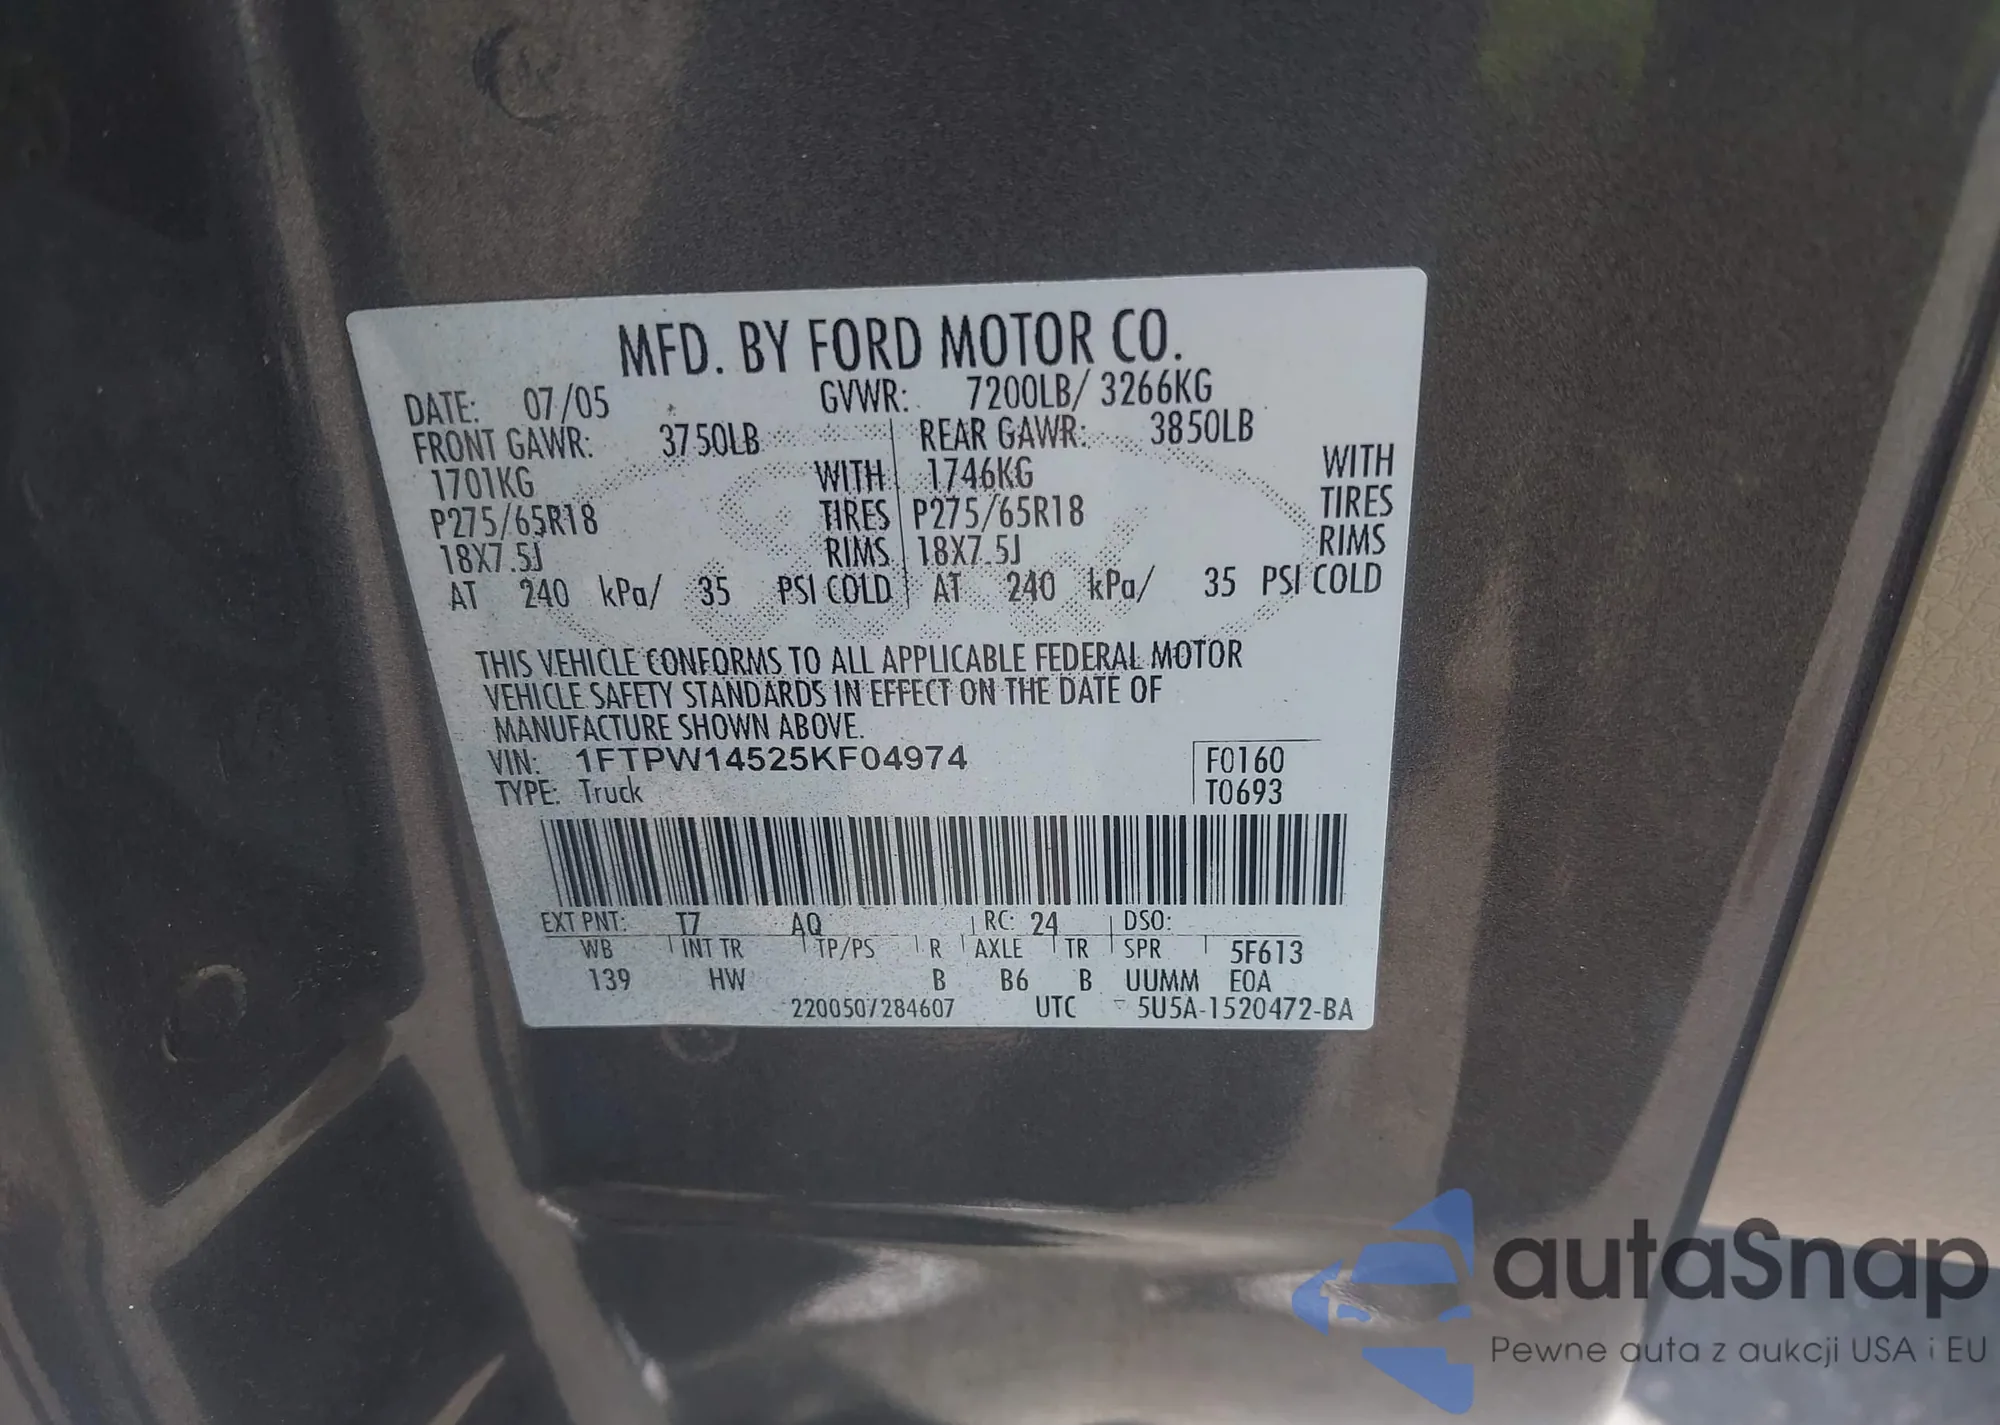 MFD. BY FORD MOTOR CO.
DATE: 07/05 GVWR: 7200LB/ 3266KG
FRONT GAWR: 3750LB REAR GAWR: 3850LB
1701KG WITH 1746KG WITH
P275/65R18 TIRES P275/65R18 TIRES
18X7.5J RIMS 18X7.5J RIMS
AT 240 kPa/ 35 PSI COLD AT 240 kPa/ 35 PSI COLD
THIS VEHICLE CONFORMS TO ALL APPLICABLE FEDERAL MOTOR
VEHICLE SAFETY STANDARDS IN EFFECT ON THE DATE OF
MANUFACTURE SHOWN ABOVE.
VIN: 1FTPW14525KF04974 F0160
TYPE: Truck T0693
EXT PNT: T7 AQ RC: 24 DSO:
WB INT TR TP/PS R AXLE TR SPR 5F613
139 HW B B6 B UUMM EOA
2200507284607 UTC 5U5A-1520472-BA
autaSnap
Pewne auta z aukcji USA i EU